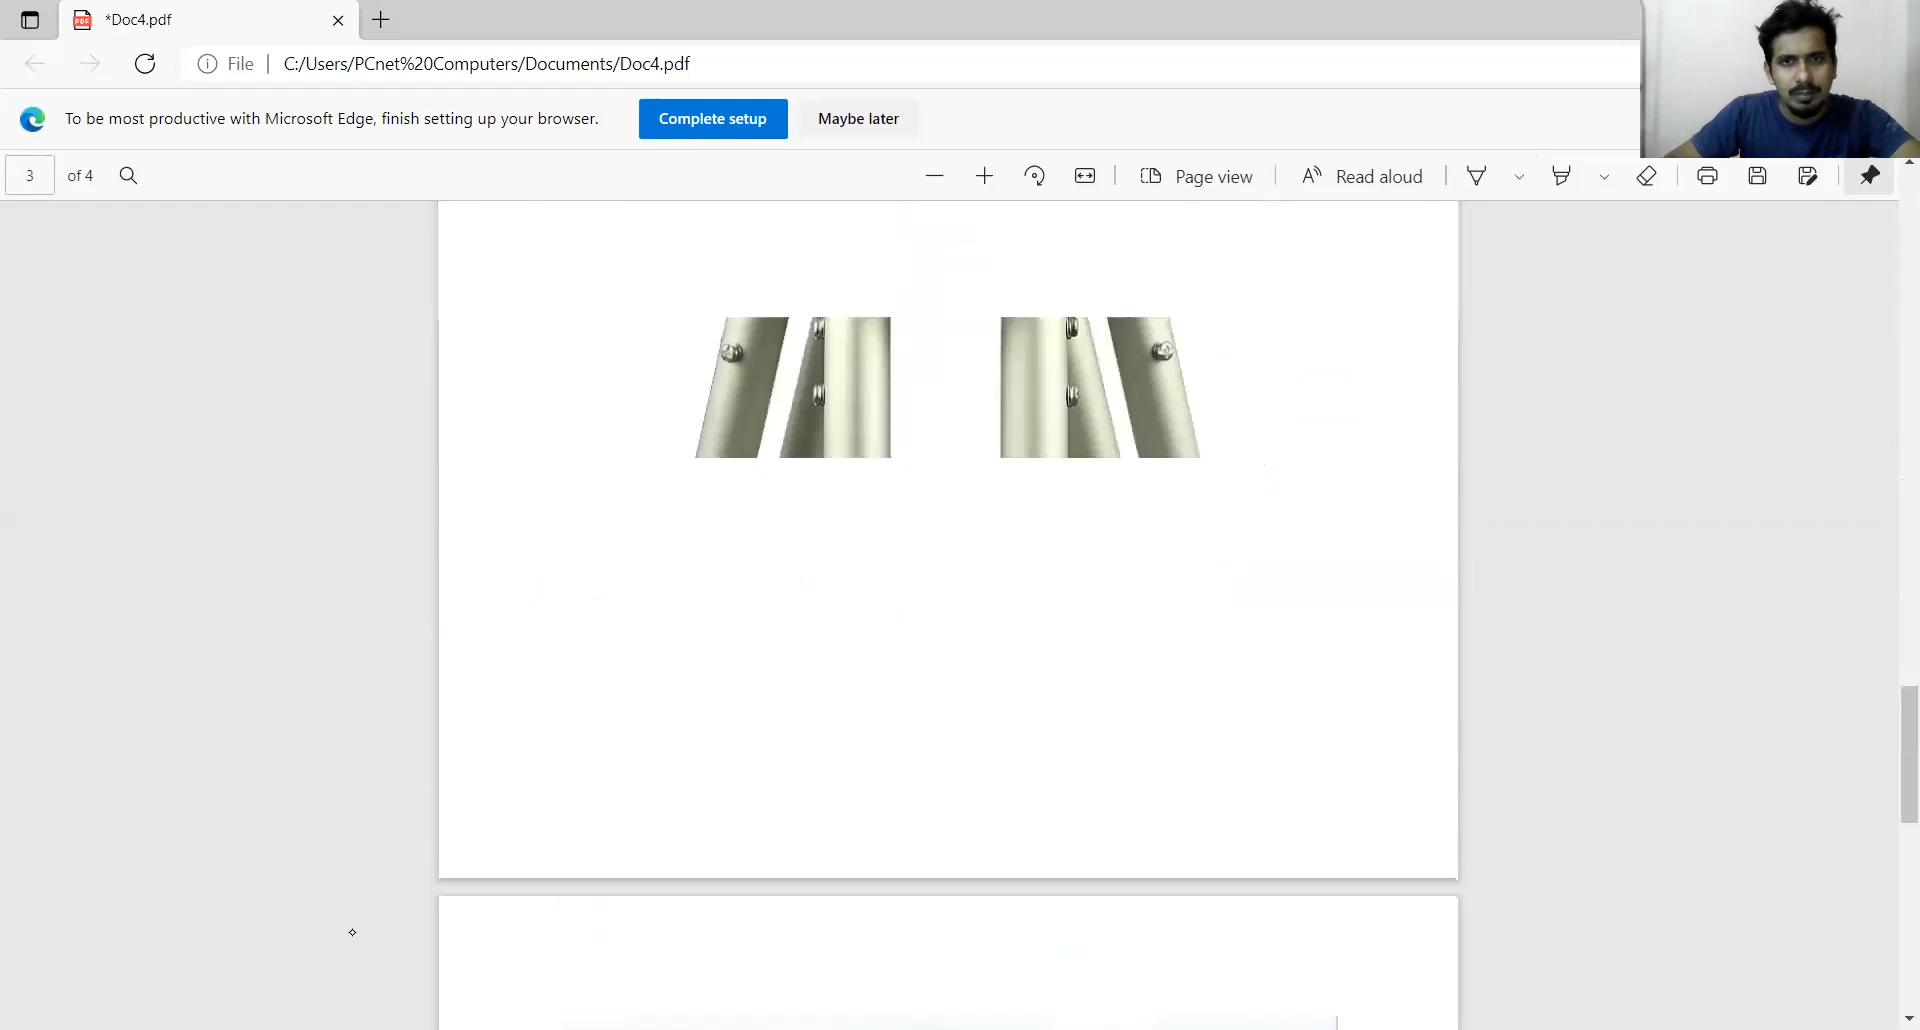 *Doc4.pdf
File
C:/Users/PCnet%20Computers/Documents/Doc4.pdf
To be most productive with Microsoft Edge, finish setting up your browser.
Complete setup
Maybe later
3 of 4
Page view
Read aloud